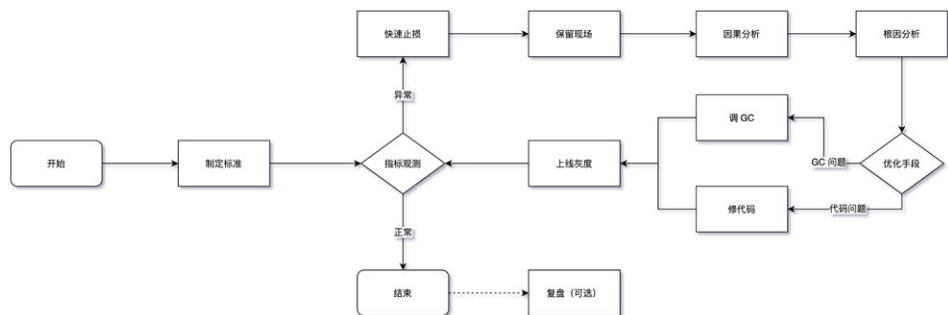 快速止损
保留现场
因果分析
根因分析
异常
调 GC
开始
制定标准
指标观测
上线灰度
GC 问题
优化手段
修代码
代码问题
正常
结束
复盘（可选）